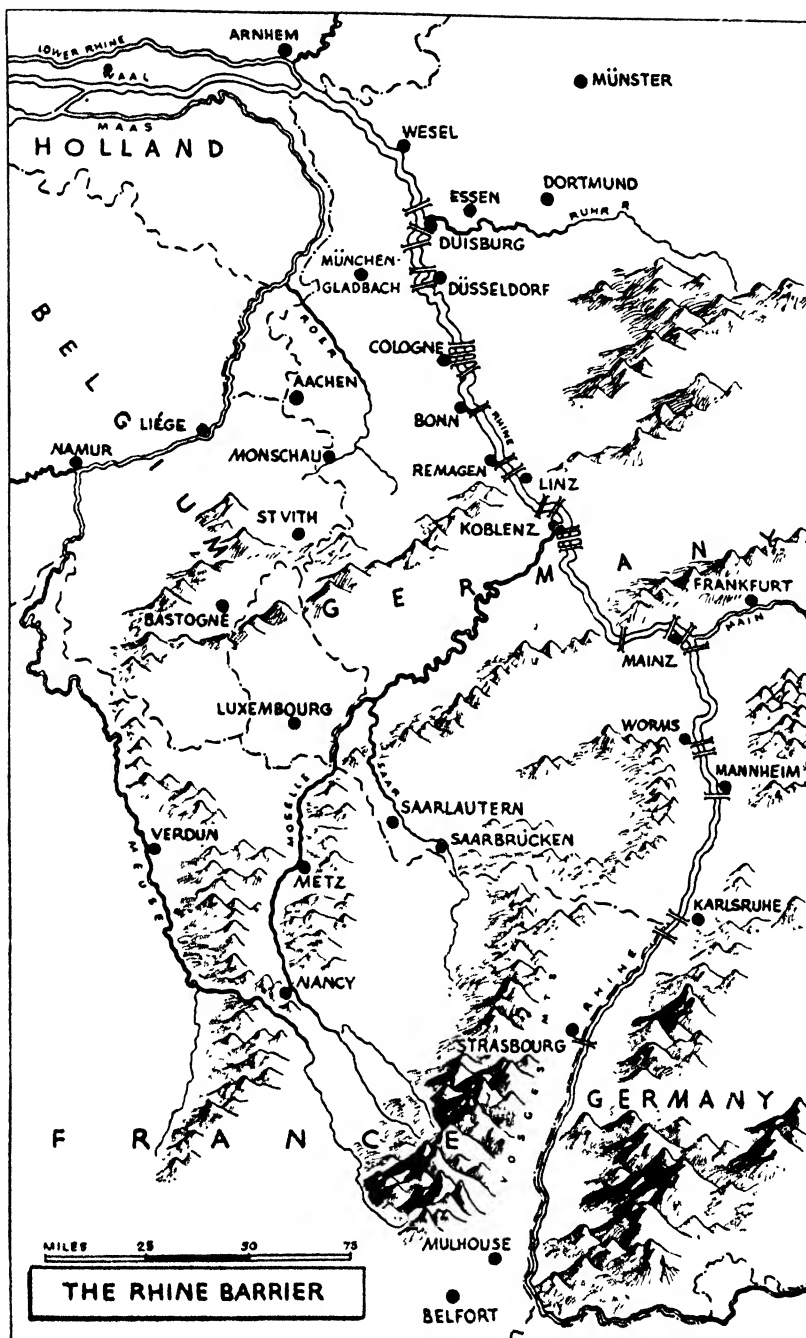 ARNHEM
LOWER RHINE
MÜNSTER
WAAL
MAAS
WESEL
HOLLAND
DORTMUND
ESSEN
RUHR R
DUISBURG
MÜNCHEN-
GLADBACH
DÜSSELDORF
BELGIUM
ROER
COLOGNE
AACHEN
LIÉGE
BONN
RHINE
NAMUR
MONSCHAU
REMAGEN
LINZ
ST VITH
KOBLENZ
GERMANY
FRANKFURT
BASTOGNE
MAIN
MAINZ
LUXEMBOURG
WORMS
SAAR
MANNHEIM
MOSELLE
SAARLAUTERN
VERDUN
SAARBRUCKEN
MEUSE
METZ
KARLSRUHE
NANCY
RHINE
STRASBOURG
VOSGES MTS
GERMANY
FRANCE
MILES 25 50 75
MULHOUSE
THE RHINE BARRIER
BELFORT